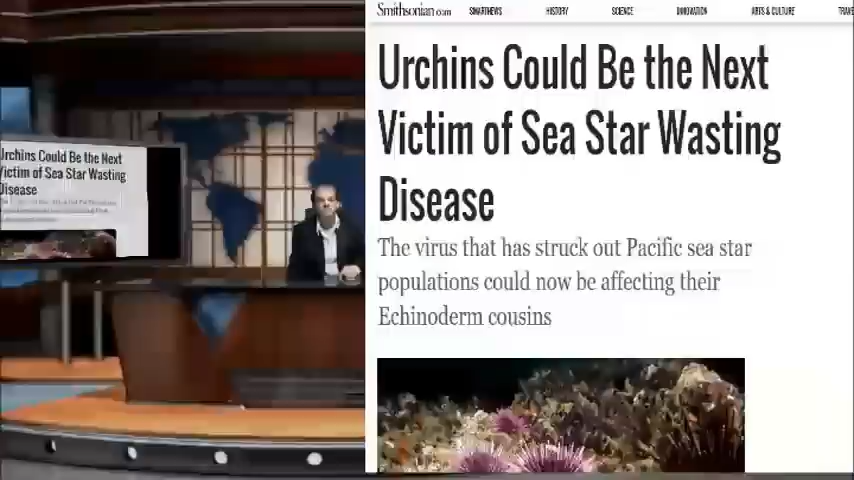 Smithsonian.com SMARTNEWS HISTORY SCIENCE INNOVATION ARTS & CULTURE
Urchins Could Be the Next
Victim of Sea Star Wasting
Disease
The virus that has struck out Pacific sea star
populations could now be affecting their
Echinoderm cousins
Urchins Could Be the Next
Victim of Sea Star Wasting
Disease